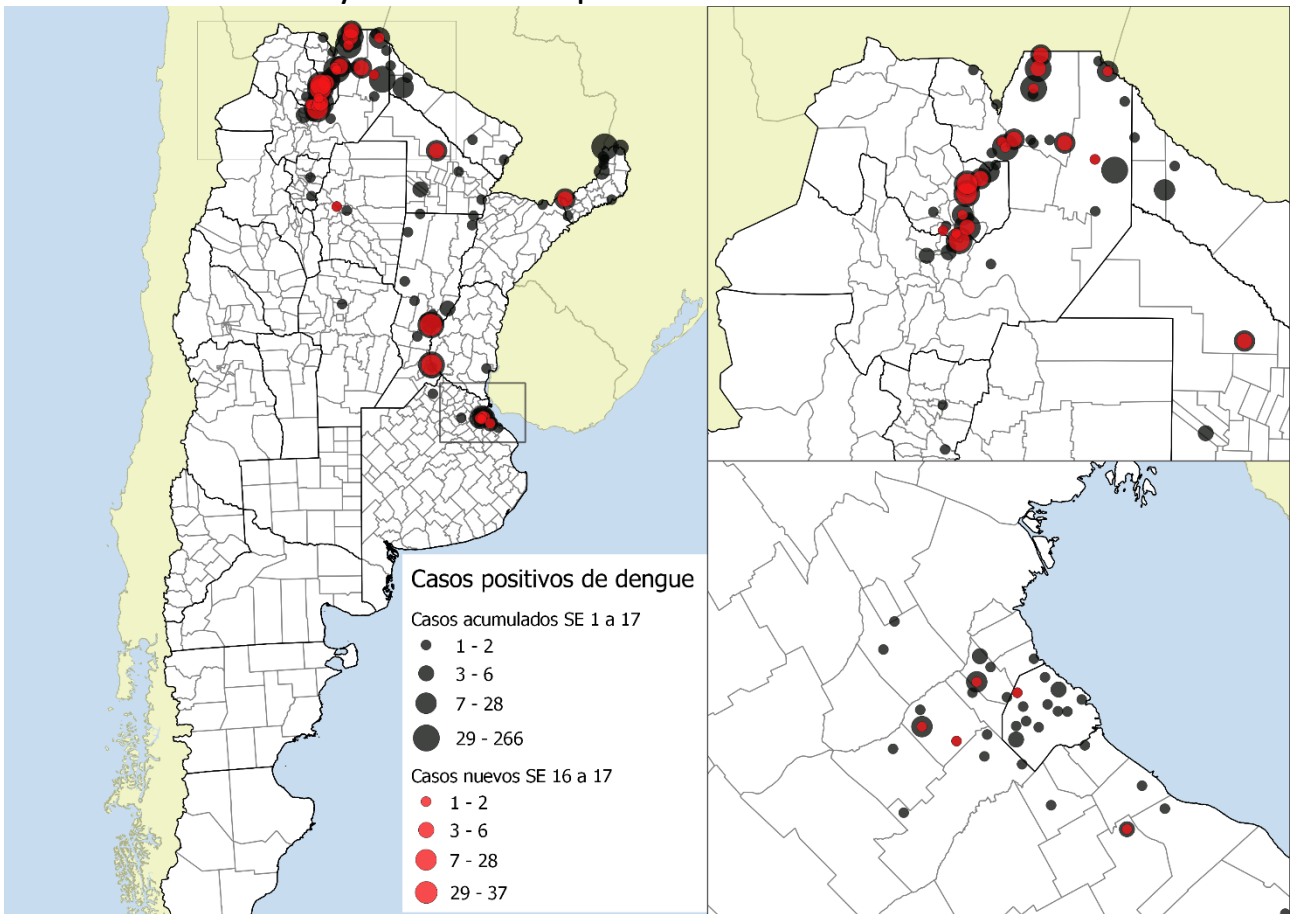 Casos positivos de dengue
Casos acumulados SE 1 a 17
1 - 2
3 - 6
7 - 28
29 - 266
Casos nuevos SE 16 a 17
1 - 2
3 - 6
7 - 28
29 - 37